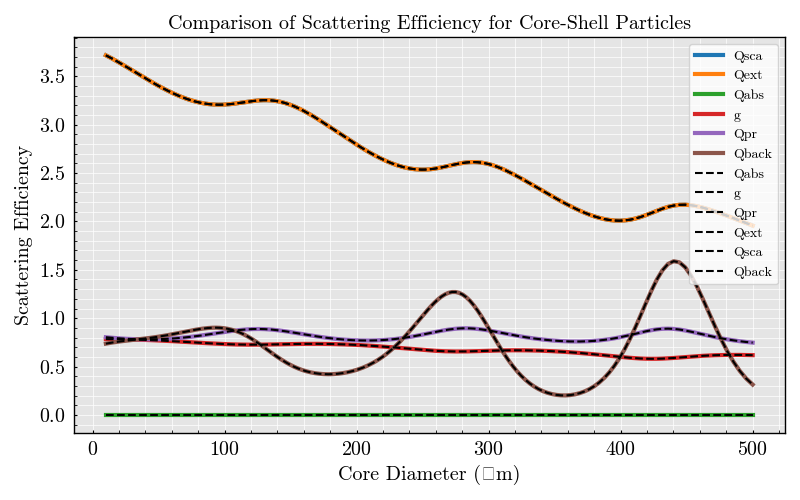 Comparison of Scattering Efficiency for Core-Shell Particles
Scattering Efficiency
3.5
3.0
2.5
2.0
1.5
1.0
0.5
0.0
Qsca
Qext
Qabs
g
Qpr
Qback
Qabs
g
Qpr
Qext
Qsca
Qback
0 100 200 300 400 500
Core Diameter (□m)